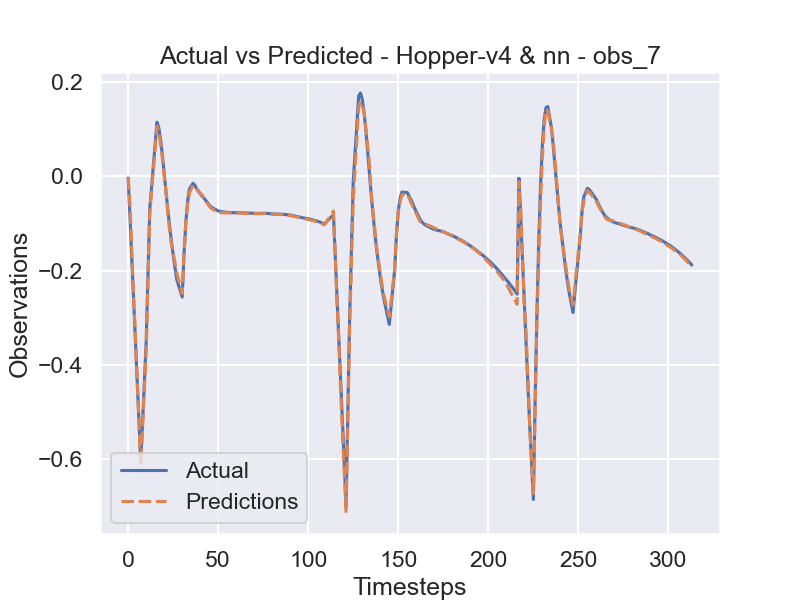 Actual vs Predicted - Hopper-v4 & nn - obs_7
0.2
0.0
−0.2
−0.4
−0.6
Observations
Actual
Predictions
0 50 100 150 200 250 300
Timesteps